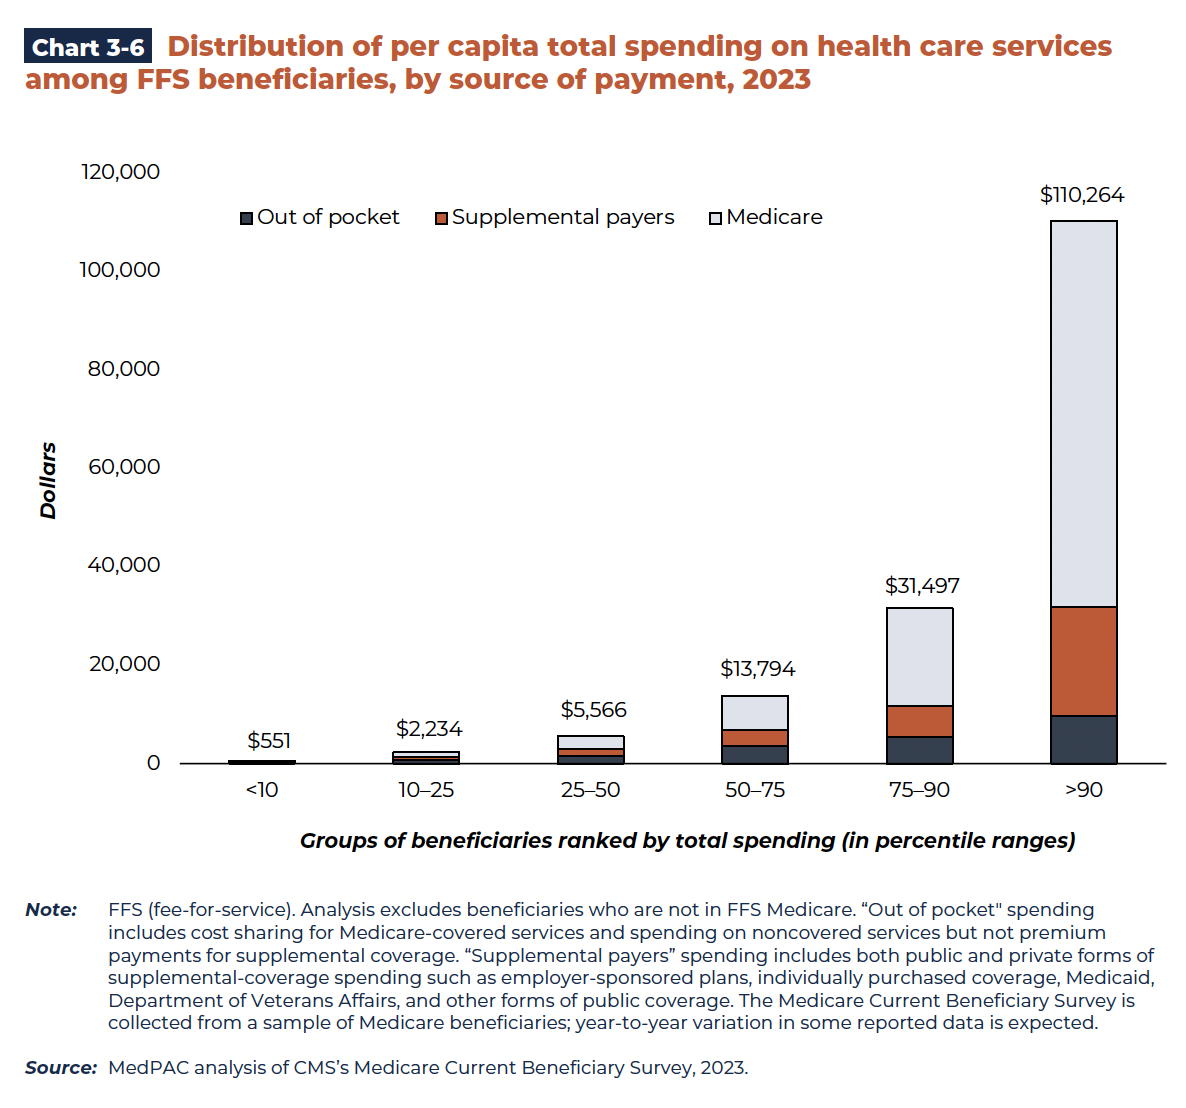 Chart 3-6 Distribution of per capita total spending on health care services
among FFS beneficiaries, by source of payment, 2023
120,000
100,000
80,000
60,000
40,000
20,000
0
Dollars
Out of pocket Supplemental payers Medicare
$551
$2,234
$5,566
$13,794
$31,497
$110,264
<10 10–25 25–50 50–75 75–90 >90
Groups of beneficiaries ranked by total spending (in percentile ranges)
Note: FFS (fee-for-service). Analysis excludes beneficiaries who are not in FFS Medicare. “Out of pocket" spending
includes cost sharing for Medicare-covered services and spending on noncovered services but not premium
payments for supplemental coverage. “Supplemental payers” spending includes both public and private forms of
supplemental-coverage spending such as employer-sponsored plans, individually purchased coverage, Medicaid,
Department of Veterans Affairs, and other forms of public coverage. The Medicare Current Beneficiary Survey is
collected from a sample of Medicare beneficiaries; year-to-year variation in some reported data is expected.
Source: MedPAC analysis of CMS’s Medicare Current Beneficiary Survey, 2023.